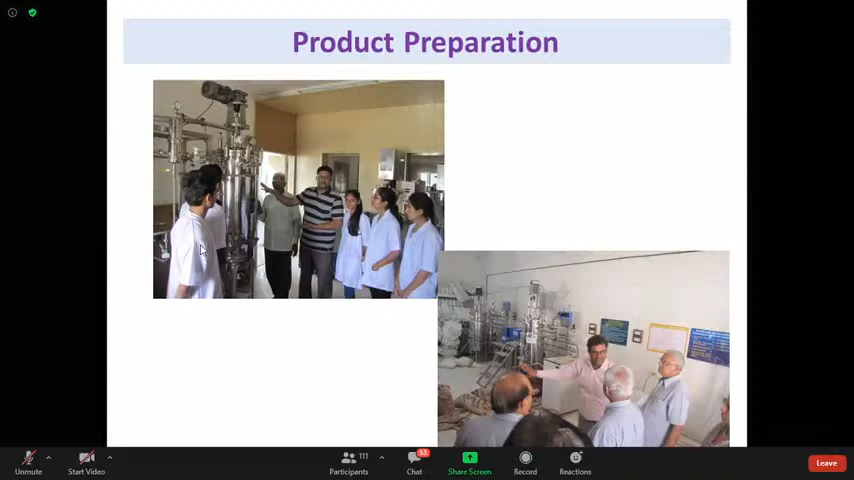 Product Preparation
111
53
Unmute
Start Video
Participants
Chat
Share Screen
Record
Reactions
Leave